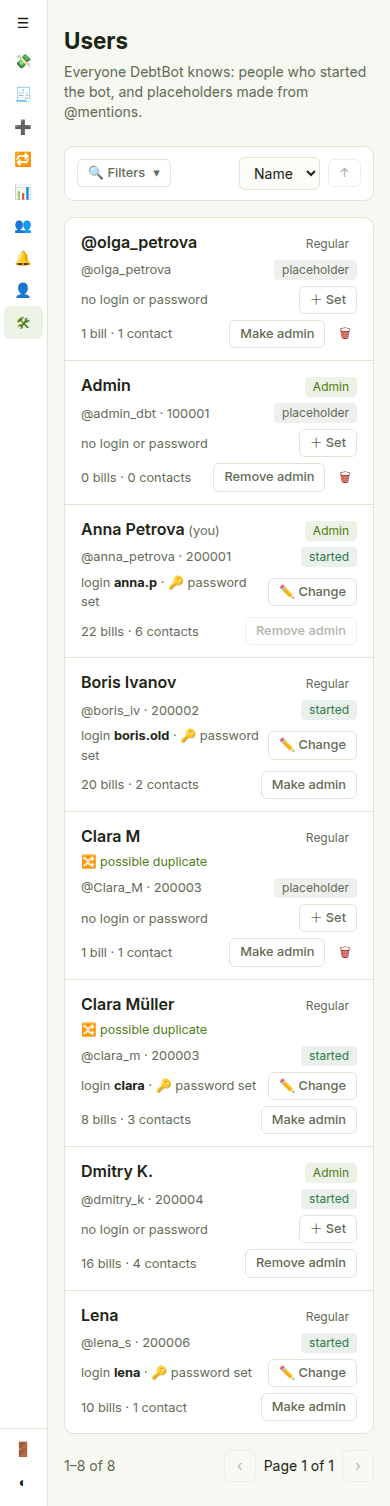 Users
Everyone DebtBot knows: people who started
the bot, and placeholders made from
@mentions.
Filters
Name
@olga_petrova
Regular
@olga_petrova
placeholder
no login or password
+ Set
1 bill · 1 contact
Make admin
Admin
Admin
@admin_dbt · 100001
placeholder
no login or password
+ Set
0 bills · 0 contacts
Remove admin
Anna Petrova (you)
Admin
@anna_petrova · 200001
started
login anna.p · 🔑 password
set
✏️ Change
22 bills · 6 contacts
Remove admin
Boris Ivanov
Regular
@boris_iv · 200002
started
login boris.old · 🔑 password
set
✏️ Change
20 bills · 2 contacts
Make admin
Clara M
Regular
possible duplicate
@Clara_M · 200003
placeholder
no login or password
+ Set
1 bill · 1 contact
Make admin
Clara Müller
Regular
possible duplicate
@clara_m · 200003
started
login clara · 🔑 password set
✏️ Change
8 bills · 3 contacts
Make admin
Dmitry K.
Admin
@dmitry_k · 200004
started
no login or password
+ Set
16 bills · 4 contacts
Remove admin
Lena
Regular
@lena_s · 200006
started
login lena · 🔑 password set
✏️ Change
10 bills · 1 contact
Make admin
1–8 of 8
‹ Page 1 of 1 ›